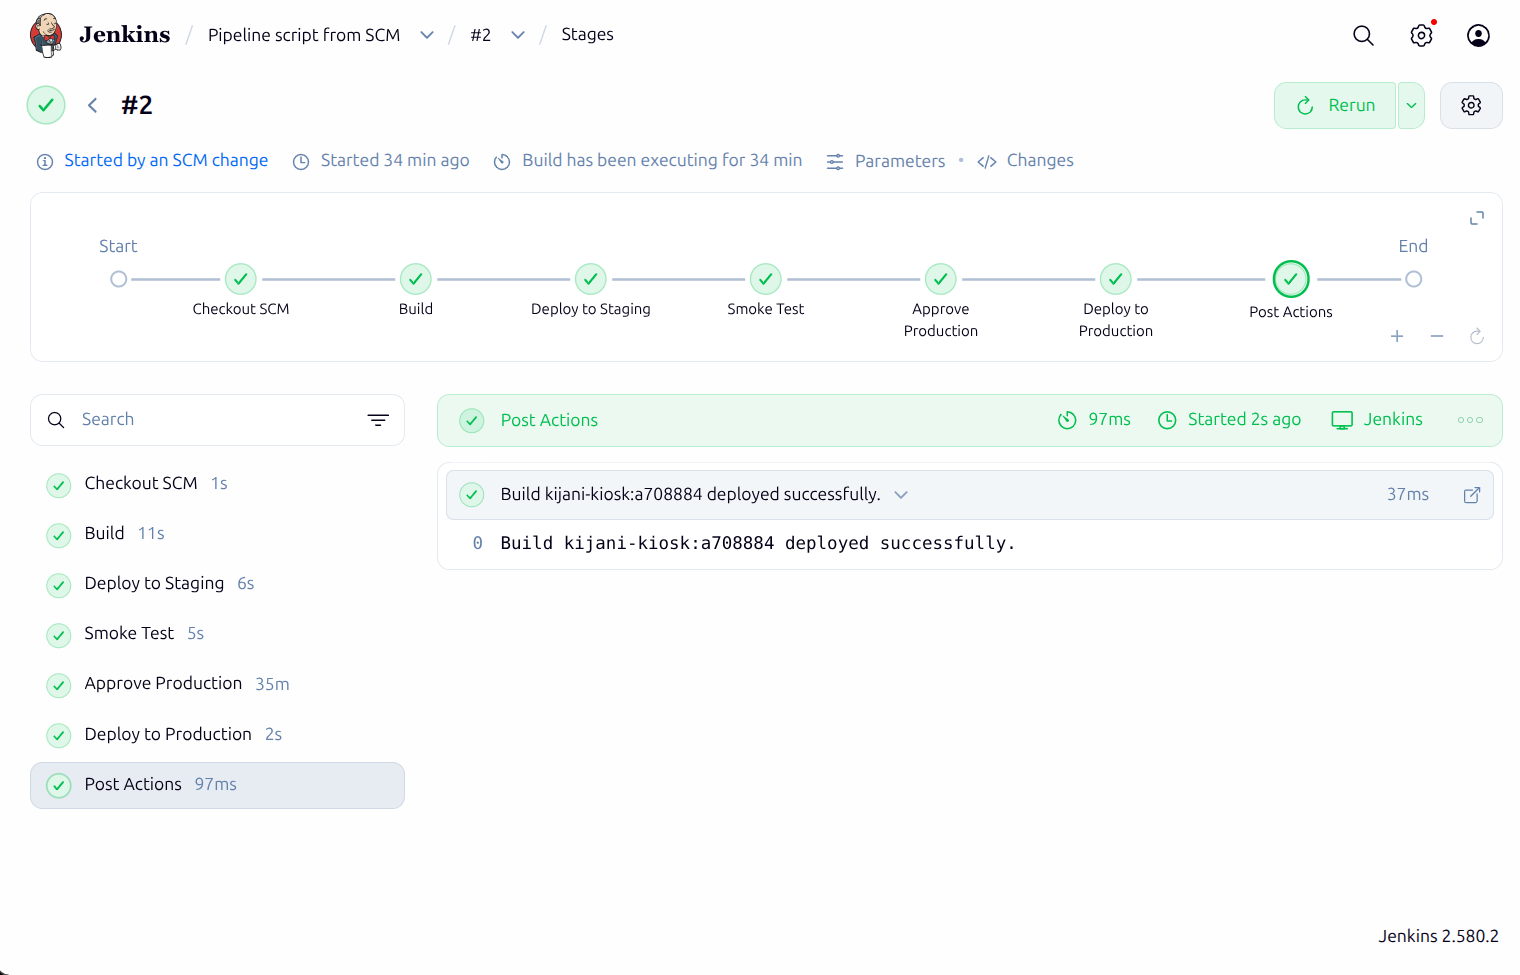 Jenkins / Pipeline script from SCM / #2 / Stages
#2
Rerun
Started by an SCM change Started 34 min ago Build has been executing for 34 min Parameters • Changes
Start End
Checkout SCM Build Deploy to Staging Smoke Test Approve Production Deploy to Production Post Actions
Search
Checkout SCM 1s
Build 11s
Deploy to Staging 6s
Smoke Test 5s
Approve Production 35m
Deploy to Production 2s
Post Actions 97ms
Post Actions 97ms Started 2s ago Jenkins
Build kijani-kiosk:a708884 deployed successfully. 37ms
0 Build kijani-kiosk:a708884 deployed successfully.
Jenkins 2.580.2